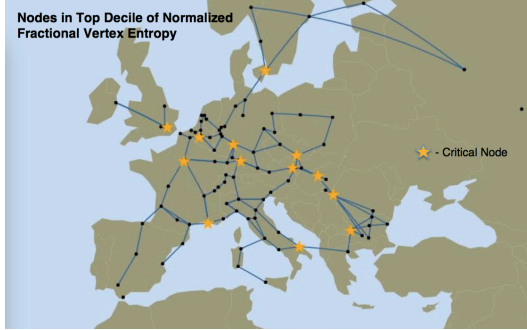 Nodes in Top Decile of Normalized
Fractional Vertex Entropy
- Critical Node